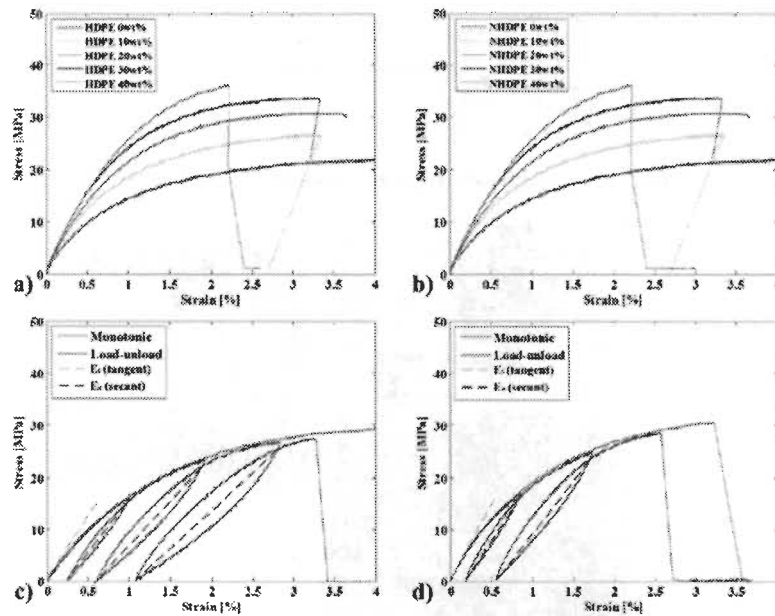 50
40
30
20
10
0
Stress [MPa]
HDPE 0wt%
HDPE 10wt%
HDPE 20wt%
HDPE 30wt%
HDPE 40wt%
0 0.5 1 1.5 2 2.5 3 3.5 4
Strain [%]
a)
50
40
30
20
10
0
Stress [MPa]
NHDPE 0wt%
NHDPE 10wt%
NHDPE 20wt%
NHDPE 30wt%
NHDPE 40wt%
0 0.5 1 1.5 2 2.5 3 3.5 4
Strain [%]
b)
50
40
30
20
10
0
Stress [MPa]
Monotonic
Load-unload
(tangent)
(secant)
0 0.5 1 1.5 2 2.5 3 3.5 4
Strain [%]
c)
50
40
30
20
10
0
Stress [MPa]
Monotonic
Load-unload
(tangent)
(secant)
0 0.5 1 1.5 2 2.5 3 3.5 4
Strain [%]
d)